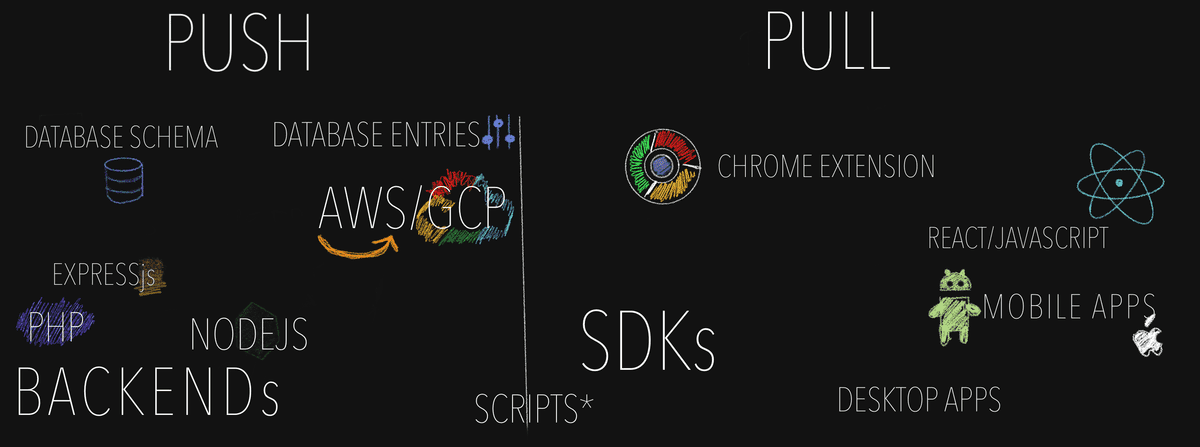 PUSH
PULL
DATABASE SCHEMA
DATABASE ENTRIES
AWS/GCP
EXPRESSjs
PHP
NODEJS
BACKENDs
CHROME EXTENSION
REACT/JAVASCRIPT
MOBILE APPS
SDKs
DESKTOP APPS
SCRIPTS*